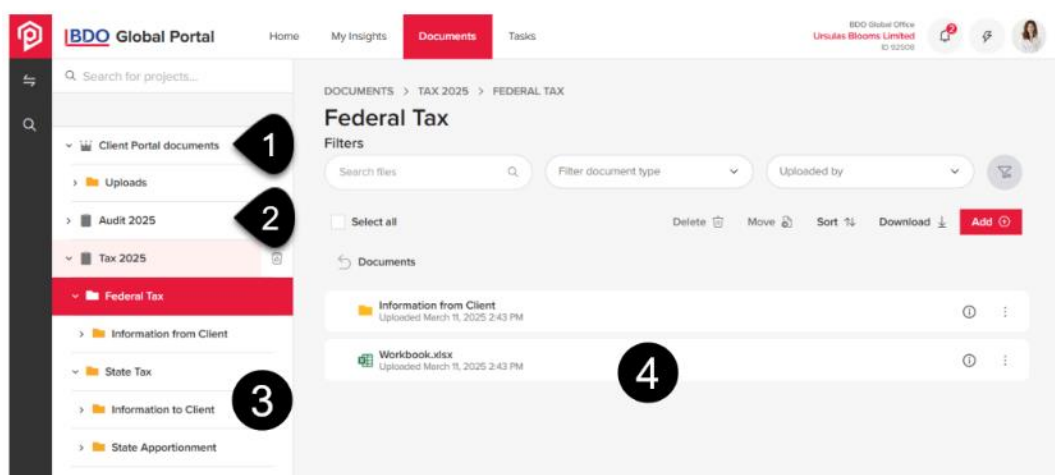 BDO Global Portal
Home
My Insights
Documents
Tasks
BDO Global Office
Ursulas Blooms Limited
ID 92508
2
Search for projects...
Client Portal documents
1
Uploads
Audit 2025
2
Tax 2025
Federal Tax
Information from Client
State Tax
Information to Client
3
State Apportionment
DOCUMENTS > TAX 2025 > FEDERAL TAX
Federal Tax
Filters
Search files
Filter document type
Uploaded by
Select all
Delete
Move
Sort
Download
Add
Documents
Information from Client
Uploaded March 11, 2025 2:43 PM
Workbook.xlsx
Uploaded March 11, 2025 2:43 PM
4